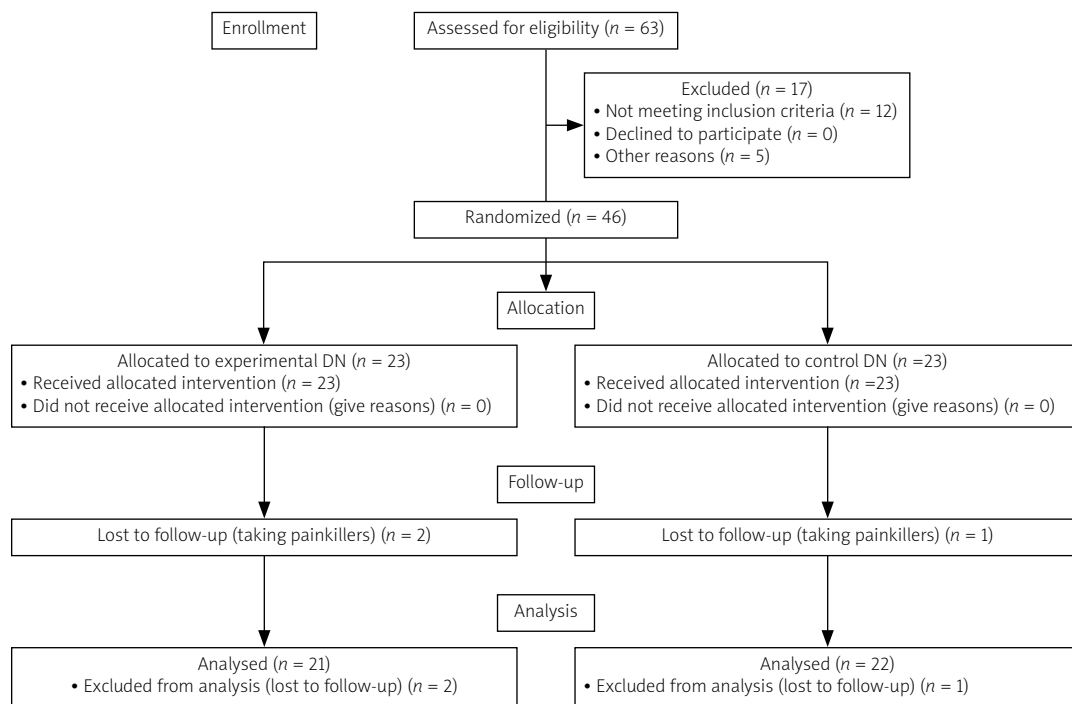 Enrollment
Assessed for eligibility (n = 63)
Excluded (n = 17)
• Not meeting inclusion criteria (n = 12)
• Declined to participate (n = 0)
• Other reasons (n = 5)
Randomized (n = 46)
Allocation
Allocated to experimental DN (n = 23)
• Received allocated intervention (n = 23)
• Did not receive allocated intervention (give reasons) (n = 0)
Allocated to control DN (n =23)
• Received allocated intervention (n =23)
• Did not receive allocated intervention (give reasons) (n = 0)
Follow-up
Lost to follow-up (taking painkillers) (n = 2)
Lost to follow-up (taking painkillers) (n = 1)
Analysis
Analysed (n = 21)
• Excluded from analysis (lost to follow-up) (n = 2)
Analysed (n = 22)
• Excluded from analysis (lost to follow-up) (n = 1)